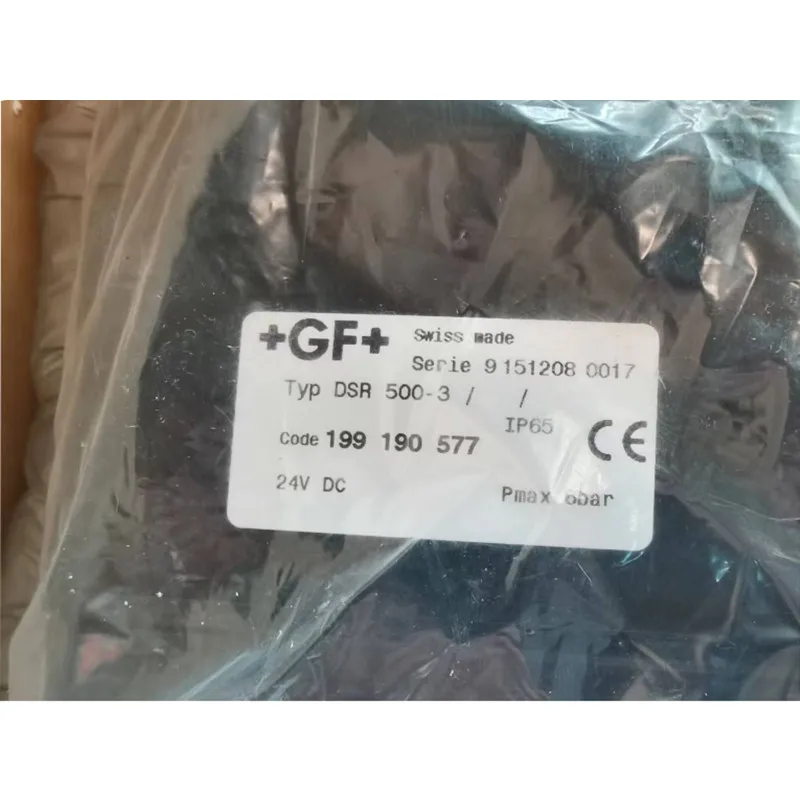 +GF+ Swiss made
Serie 9151208 0017
Typ DSR 500-3 / /
IP65 CE
Code 199 190 577
24V DC Pmax 6bar